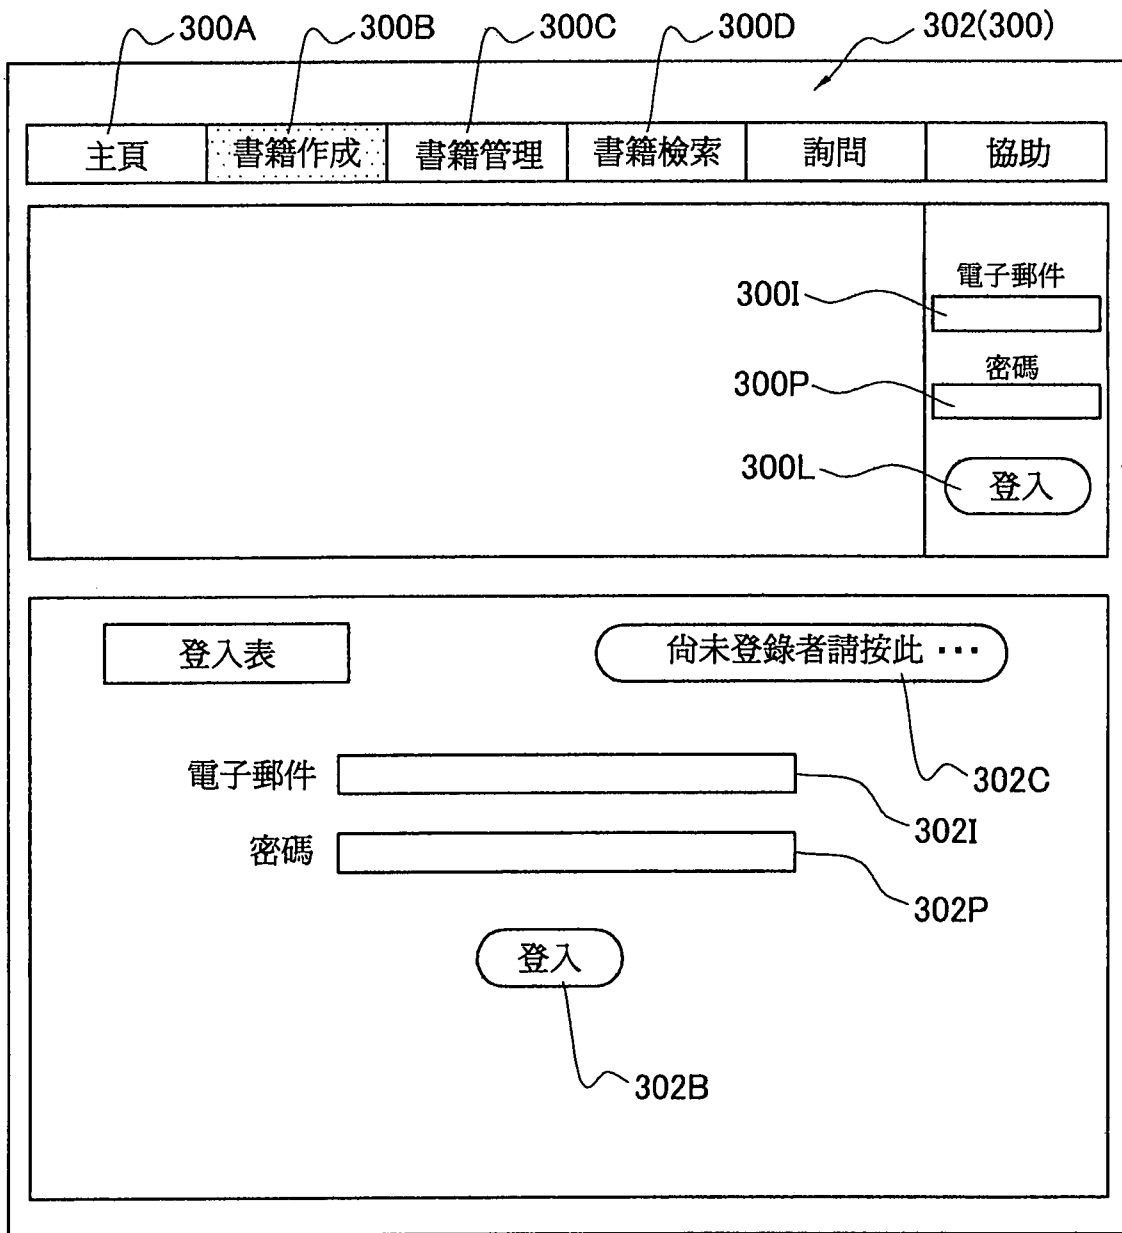 300A 300B 300C 300D 302(300)
主頁 書籍作成 書籍管理 書籍檢索 詢問 協助
電子郵件
300I
密碼
300P
300L 登入
登入表 尚未登錄者請按此 ···
302C
電子郵件
302I
密碼
302P
登入
302B